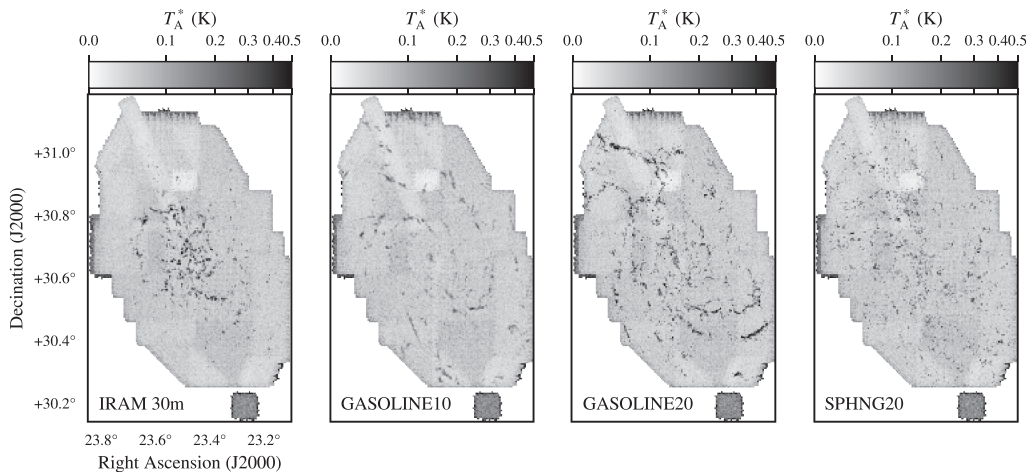 T*A (K) T*A (K) T*A (K) T*A (K)
0.0 0.1 0.2 0.3 0.40.5 0.0 0.1 0.2 0.3 0.40.5 0.0 0.1 0.2 0.3 0.40.5 0.0 0.1 0.2 0.3 0.40.5
+31.0°
+30.8°
+30.6°
+30.4°
+30.2°
Decination (J2000)
IRAM 30m GASOLINE10 GASOLINE20 SPHNG20
23.8° 23.6° 23.4° 23.2°
Right Ascension (J2000)